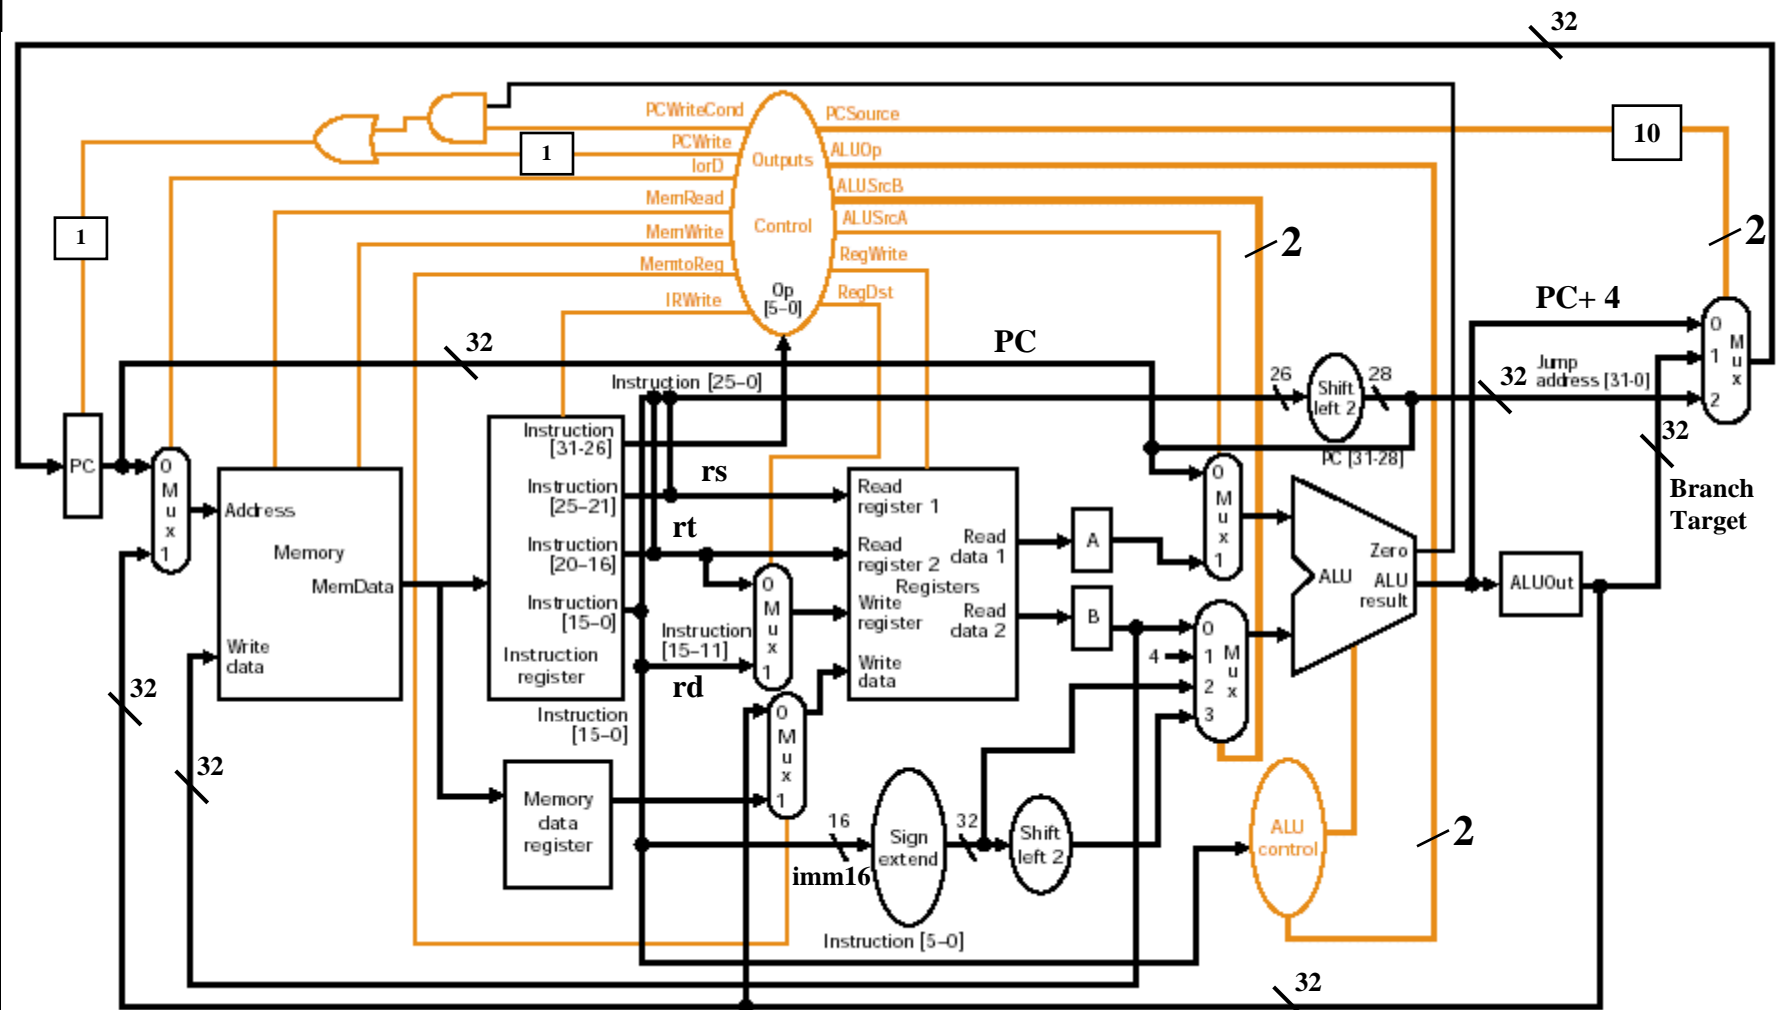 32
PCWriteCond
PCSource
PCWrite
1
10
IorD
Outputs
ALUOp
MemRead
ALUSrcB
MemWrite
Control
ALUSrcA
1
2
2
MemtoReg
RegWrite
IRWrite
Op
[5-0]
RegDst
PC+ 4
32
PC
0
M
u
x
1
2
Instruction [25-0]
26
Shift
left 2
28
32
Jump
address [31-0]
32
Branch
Target
PC [31-28]
PC
0
M
u
x
1
Address
Memory
MemData
Write
data
Instruction
[31-26]
Instruction
[25-21]
Instruction
[20-16]
Instruction
[15-0]
Instruction
register
rs
rt
Instruction
[15-11]
rd
0
M
u
x
1
Read
register 1
Read
register 2
Registers
Write
register
Write
data
Read
data 1
Read
data 2
A
B
0
M
u
x
1
4
0
1
2
3
M
u
x
Zero
ALU
ALU
result
ALUOut
32
32
Instruction
[15-0]
0
M
u
x
1
Memory
data
register
16
imm16
Sign
extend
32
Shift
left 2
ALU
control
2
Instruction [5-0]
32